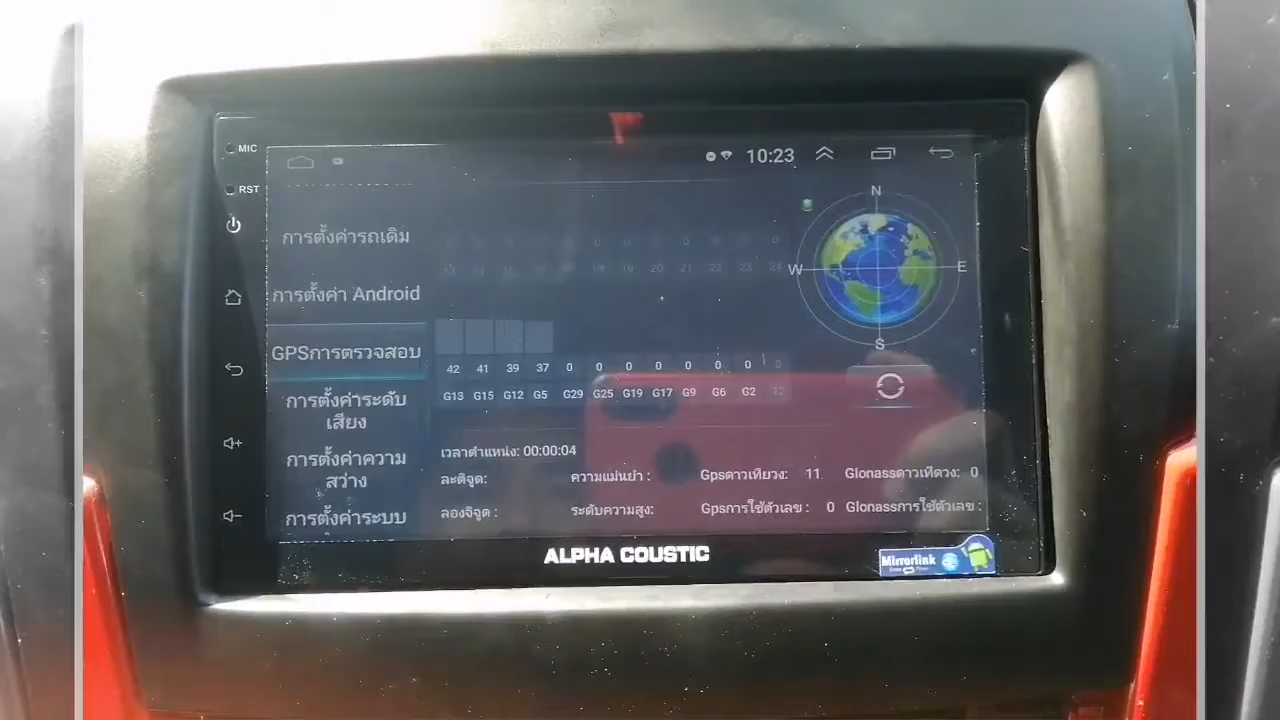 MIC
10:23
RST
N
การตั้งค่ารถเดิม
W
E
การตั้งค่า Android
S
GPSการตรวจสอบ
42 41 39 37 0 0 0 0 0 0 0 0
G13 G15 G12 G5 G29 G25 G19 G17 G9 G6 G2 12
การตั้งค่าระดับ
เสียง
เวลาตำแหน่ง: 00:00:04
การตั้งค่าความ
สว่าง
ละติจูด: ความแม่นยำ : Gpsดาวเทียวง: 11 Glonassดาวเทีดวง: 0
ลองจิจูด : ระดับความสูง: Gpsการใช้ตัวเลข : 0 Glonassการใช้ตัวเลข :
การตั้งค่าระบบ
ALPHA COUSTIC
Mirrorlink